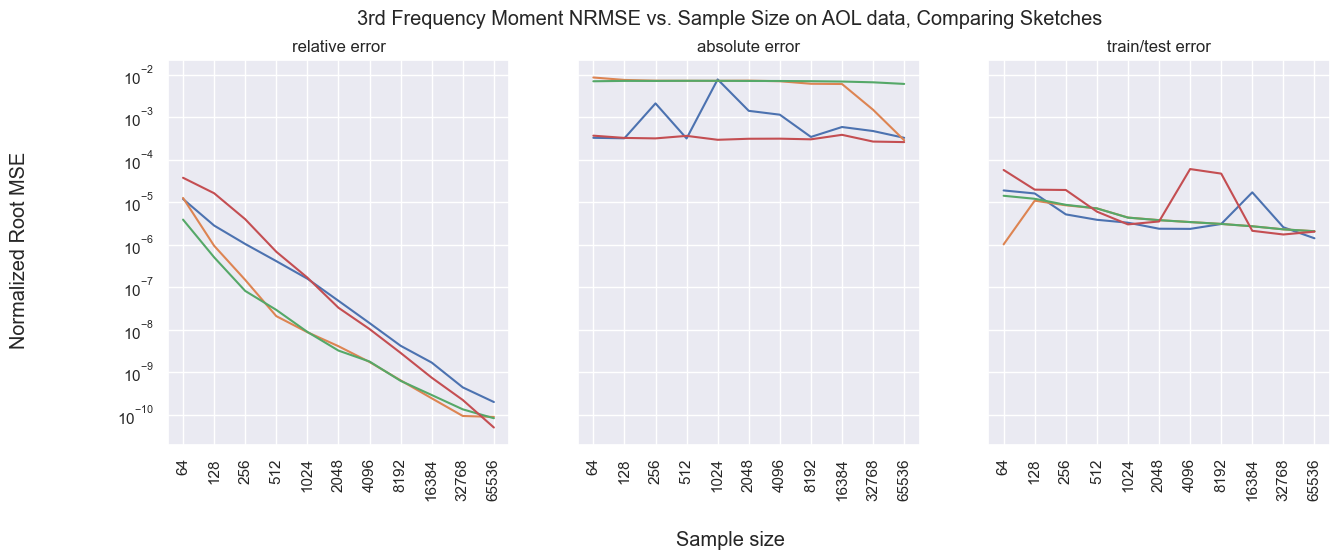 3rd Frequency Moment NRMSE vs. Sample Size on AOL data, Comparing Sketches
relative error
absolute error
train/test error
Normalized Root MSE
10⁻²
10⁻³
10⁻⁴
10⁻⁵
10⁻⁶
10⁻⁷
10⁻⁸
10⁻⁹
10⁻¹⁰
64 128 256 512 1024 2048 4096 8192 16384 32768 65536
64 128 256 512 1024 2048 4096 8192 16384 32768 65536
64 128 256 512 1024 2048 4096 8192 16384 32768 65536
Sample size